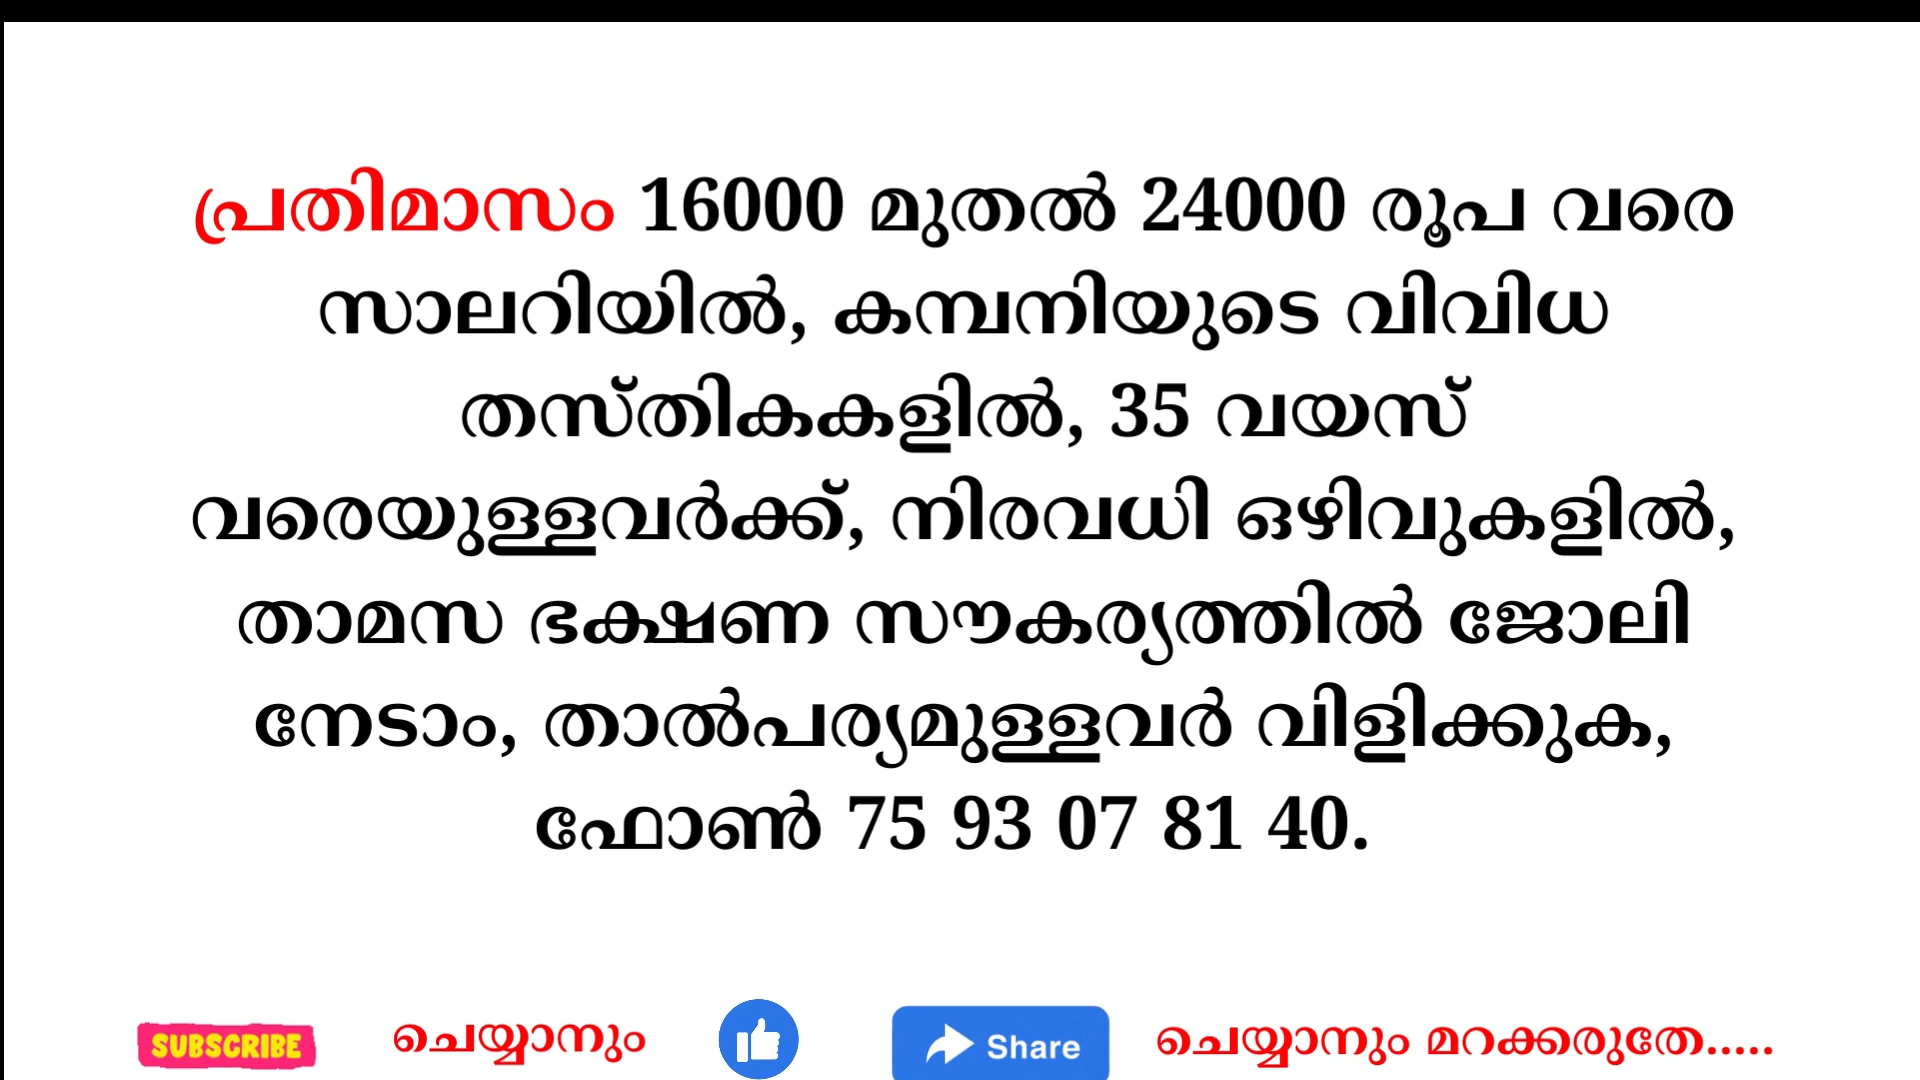 പ്രതിമാസം 16000 മുതൽ 24000 രൂപ വരെ
സാലറിയിൽ, കമ്പനിയുടെ വിവിധ
തസ്തികകളിൽ, 35 വയസ്
വരെയുള്ളവർക്ക്, നിരവധി ഒഴിവുകളിൽ,
താമസ ഭക്ഷണ സൗകര്യത്തിൽ ജോലി
നേടാം, താൽപര്യമുള്ളവർ വിളിക്കുക,
ഫോൺ 75 93 07 81 40.
SUBSCRIBE ചെയ്യാനും Share ചെയ്യാനും മറക്കരുതേ.....